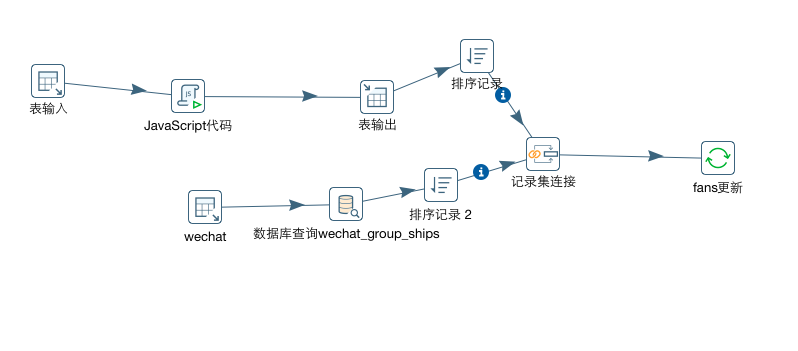 排序记录
表输入
JavaScript代码
表输出
记录集连接
fans更新
排序记录 2
wechat
数据库查询wechat_group_ships